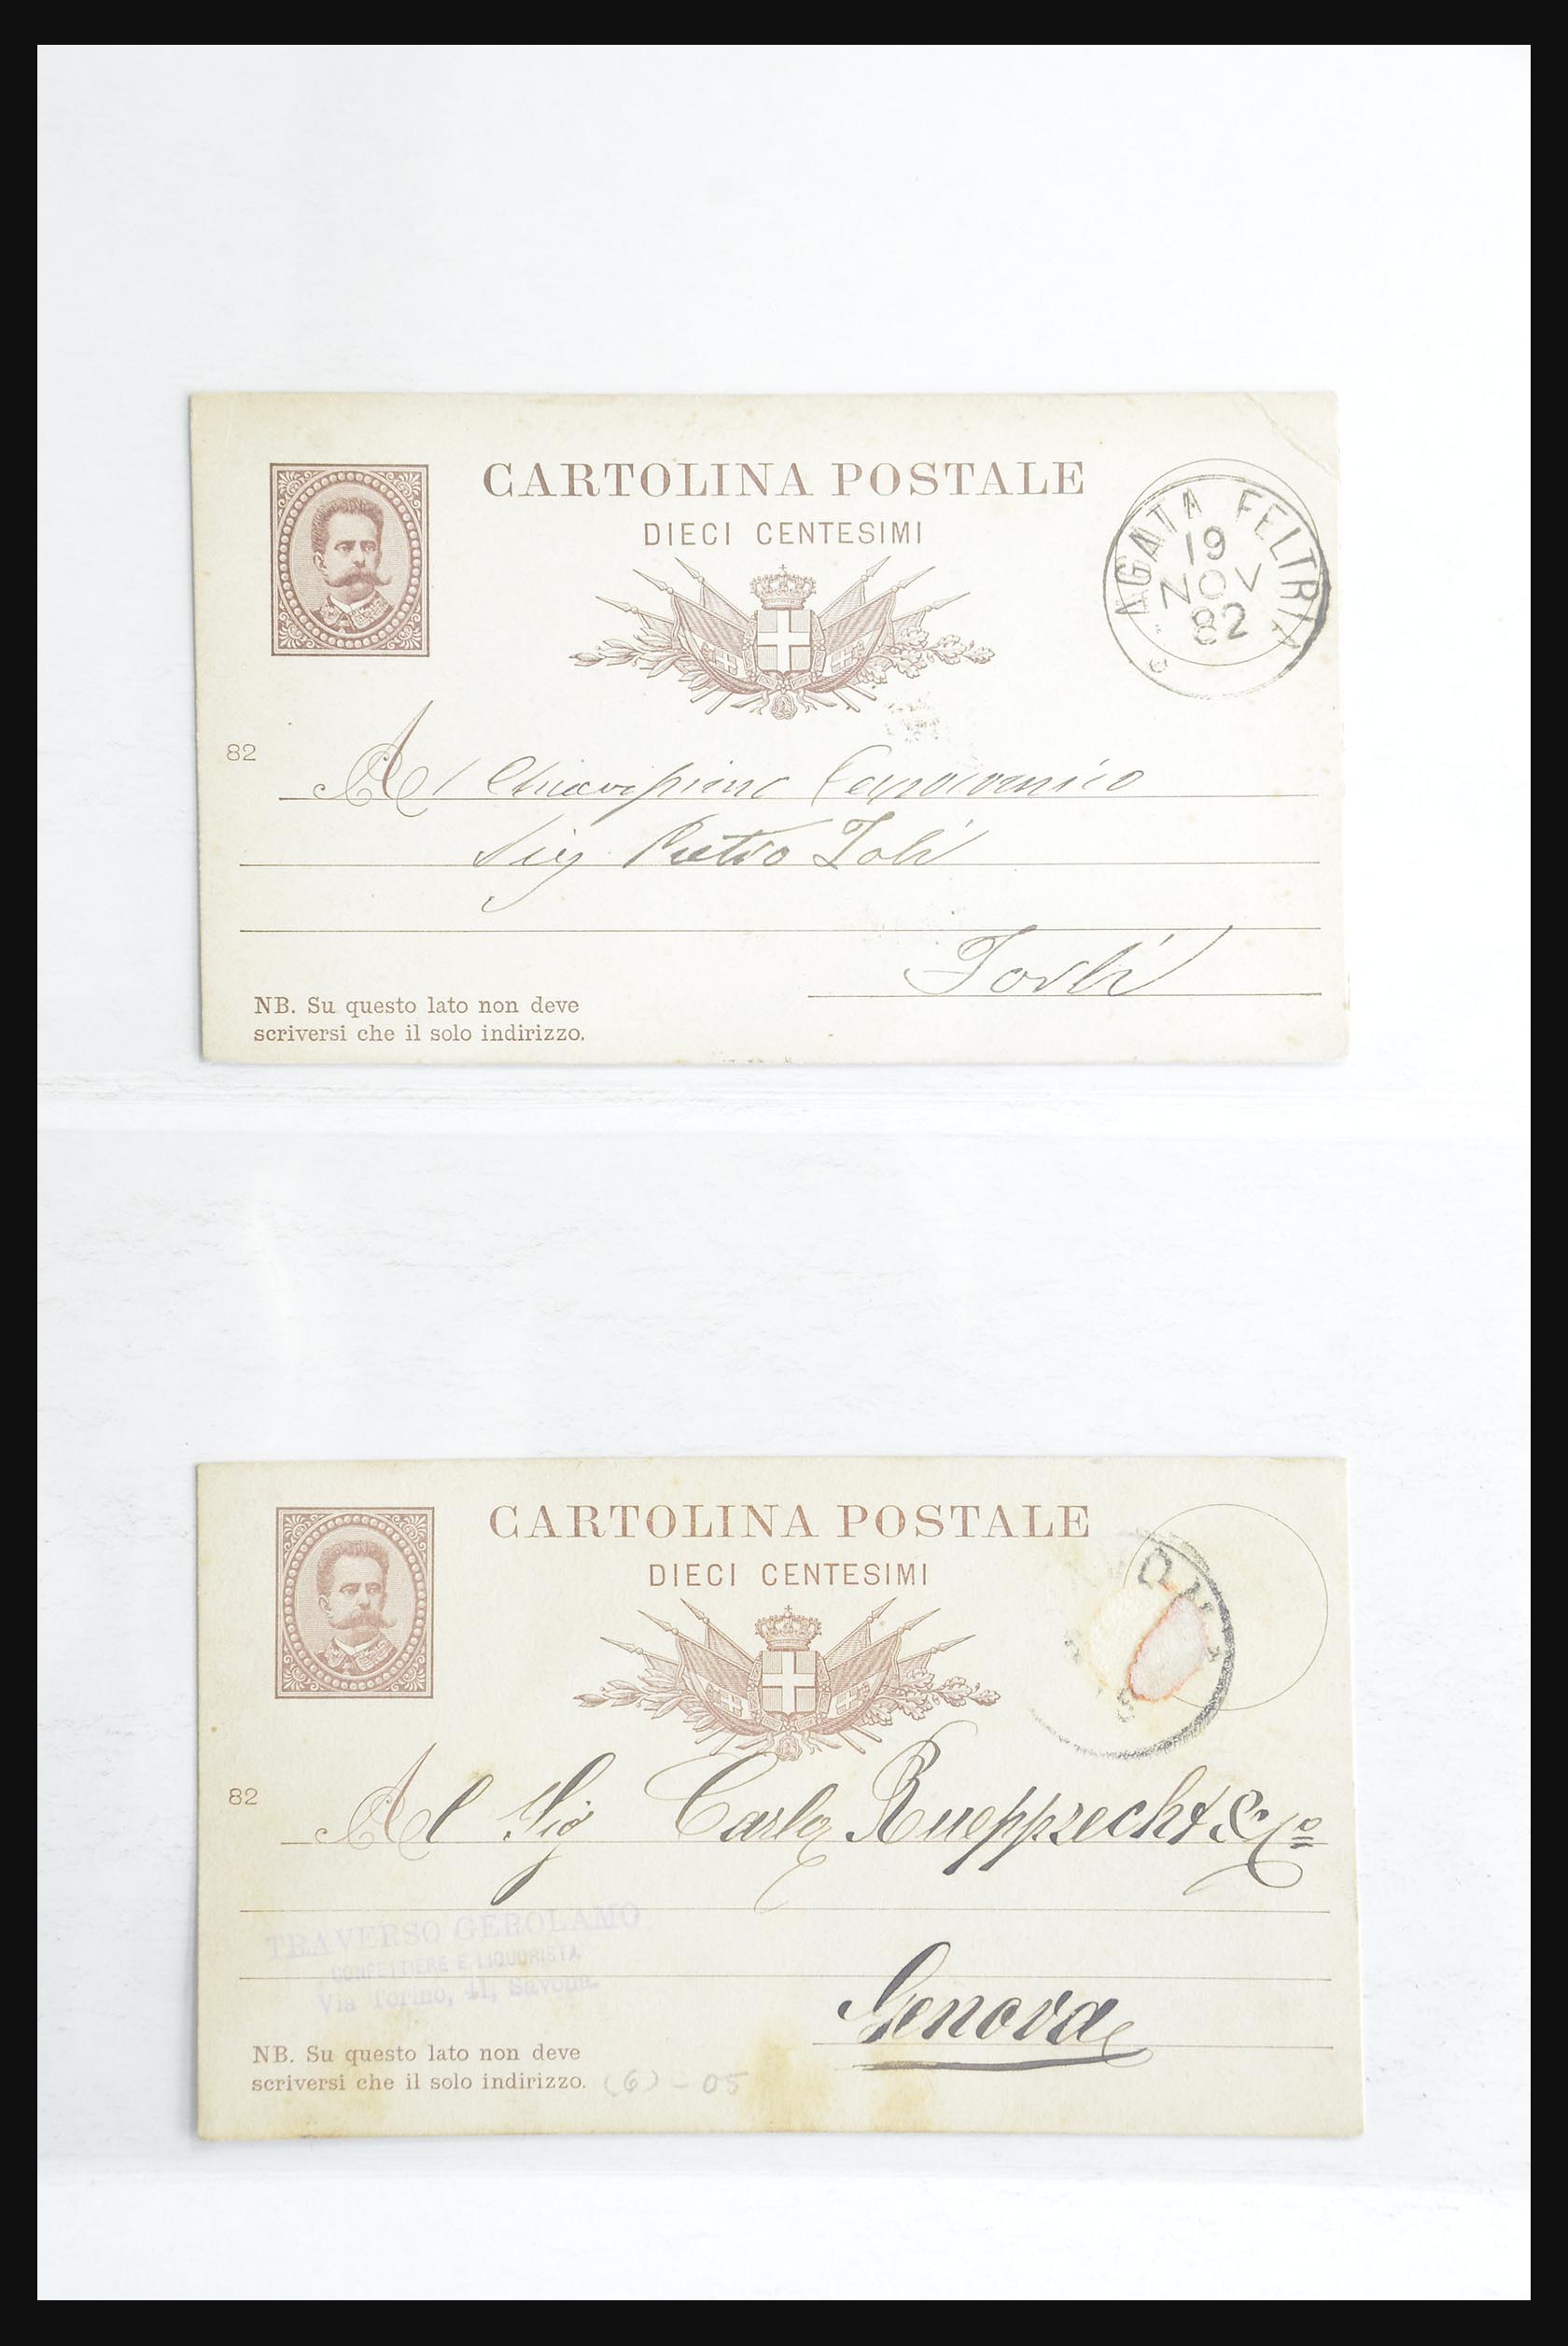 CARTOLINA POSTALE
DIECI CENTESIMI
AGATA FELTRIA
19
NOV
82
82
Al
Sig Pietro
Forlì
NB. Su questo lato non deve
scriversi che il solo indirizzo.
CARTOLINA POSTALE
DIECI CENTESIMI
82
Al Sig Carlo Ruepprecht & Co
TRAVERSO GEROLAMO
CONFETTIERE E LIQUORISTA
Via Torino, 41, Savona.
Genova
NB. Su questo lato non deve
scriversi che il solo indirizzo. (6) - 05